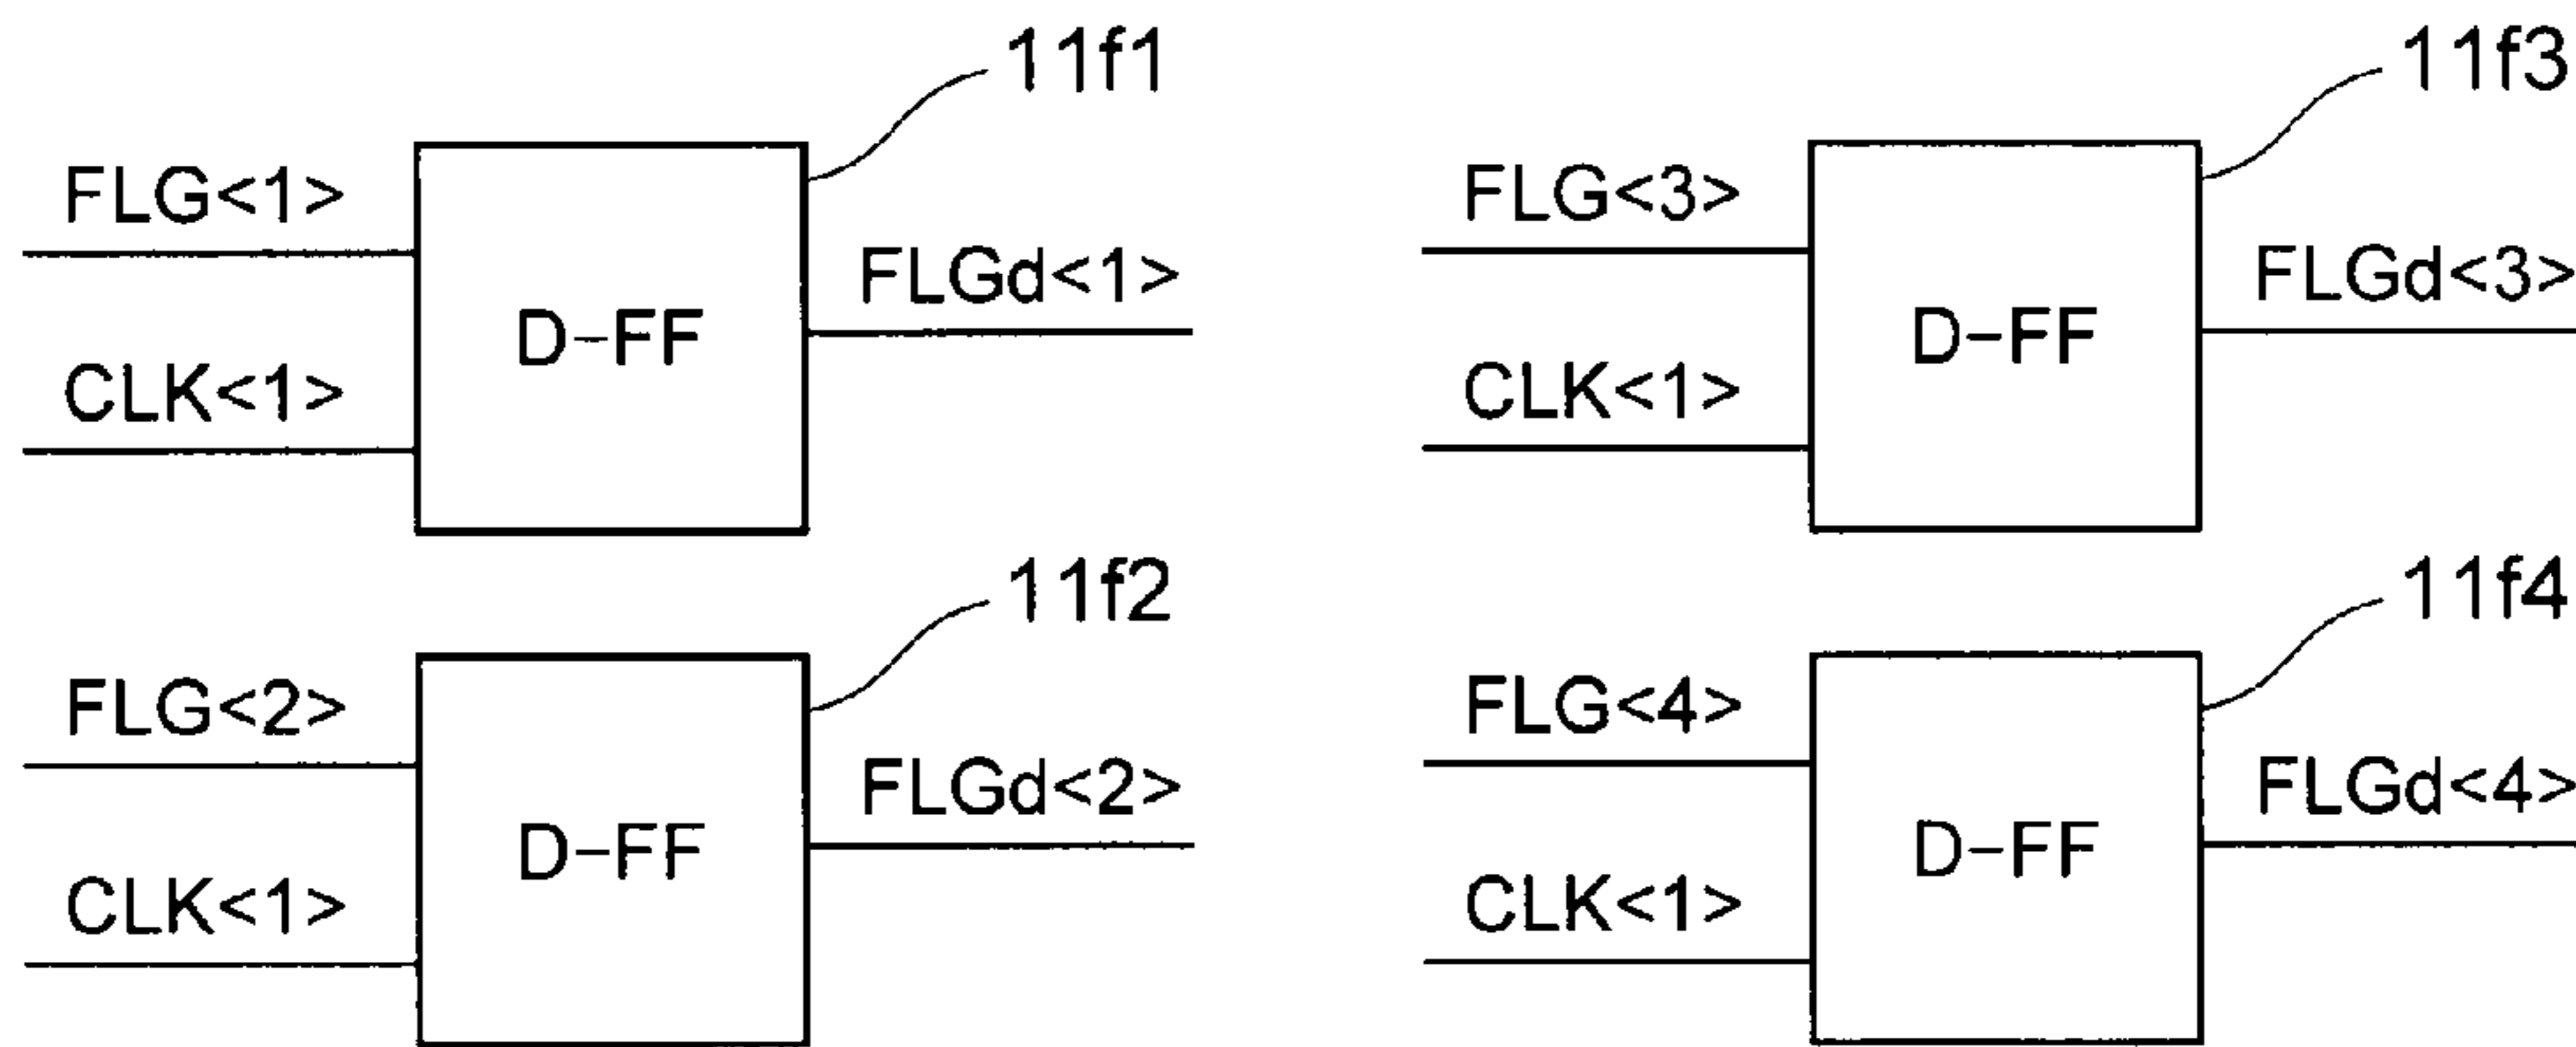 11f1
FLG<1>
CLK<1>
D-FF
FLGd<1>
11f2
FLG<2>
CLK<1>
D-FF
FLGd<2>
11f3
FLG<3>
CLK<1>
D-FF
FLGd<3>
11f4
FLG<4>
CLK<1>
D-FF
FLGd<4>